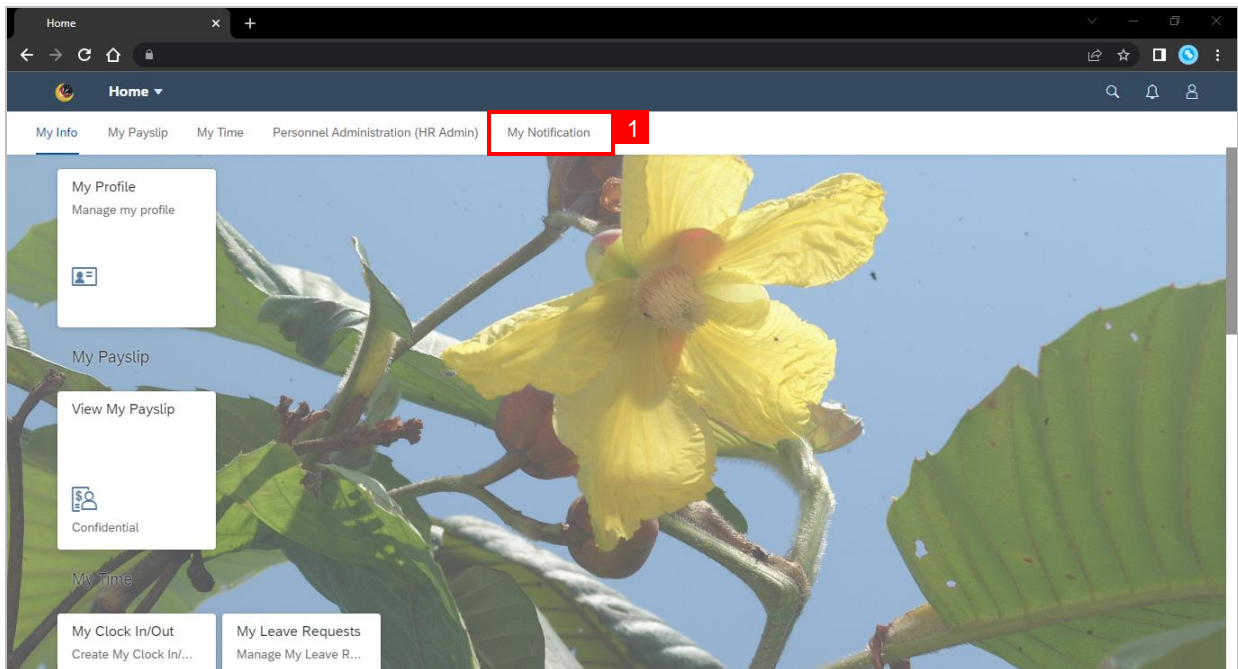 Home
Home
My Info My Payslip My Time Personnel Administration (HR Admin) My Notification 1
My Profile
Manage my profile
My Payslip
View My Payslip
Confidential
My Time
My Clock In/Out
Create My Clock In/...
My Leave Requests
Manage My Leave R...